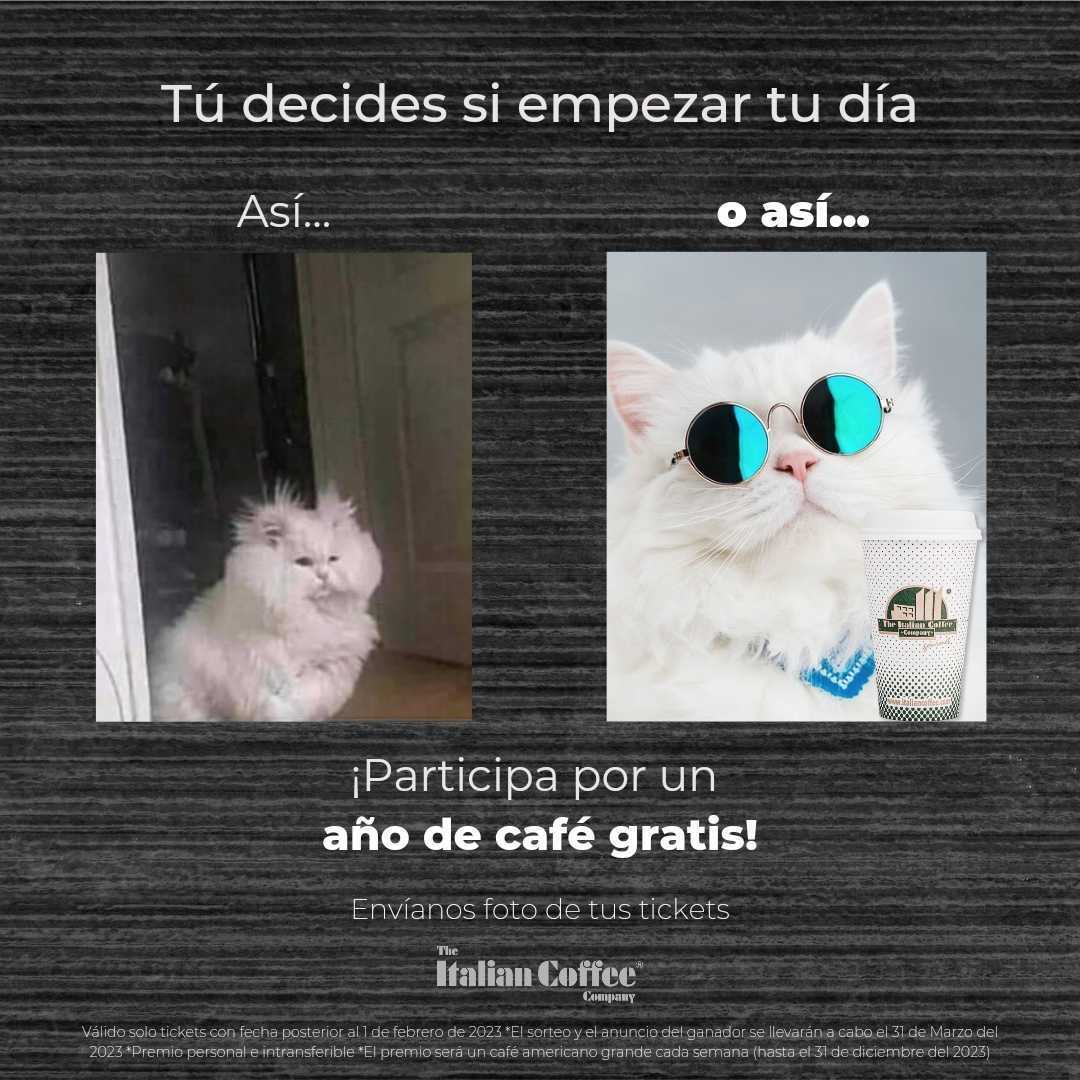 Tú decides si empezar tu día
Así...
o así...
The Italian Coffee
Company
www.italiancoffee.com
¡Participa por un
año de café gratis!
Envíanos foto de tus tickets
The
Italian Coffee®
Company
Válido solo tickets con fecha posterior al 1 de febrero de 2023 *El sorteo y el anuncio del ganador se llevarán a cabo el 31 de Marzo del
2023 *Premio personal e intransferible *El premio será un café americano grande cada semana (hasta el 31 de diciembre del 2023)